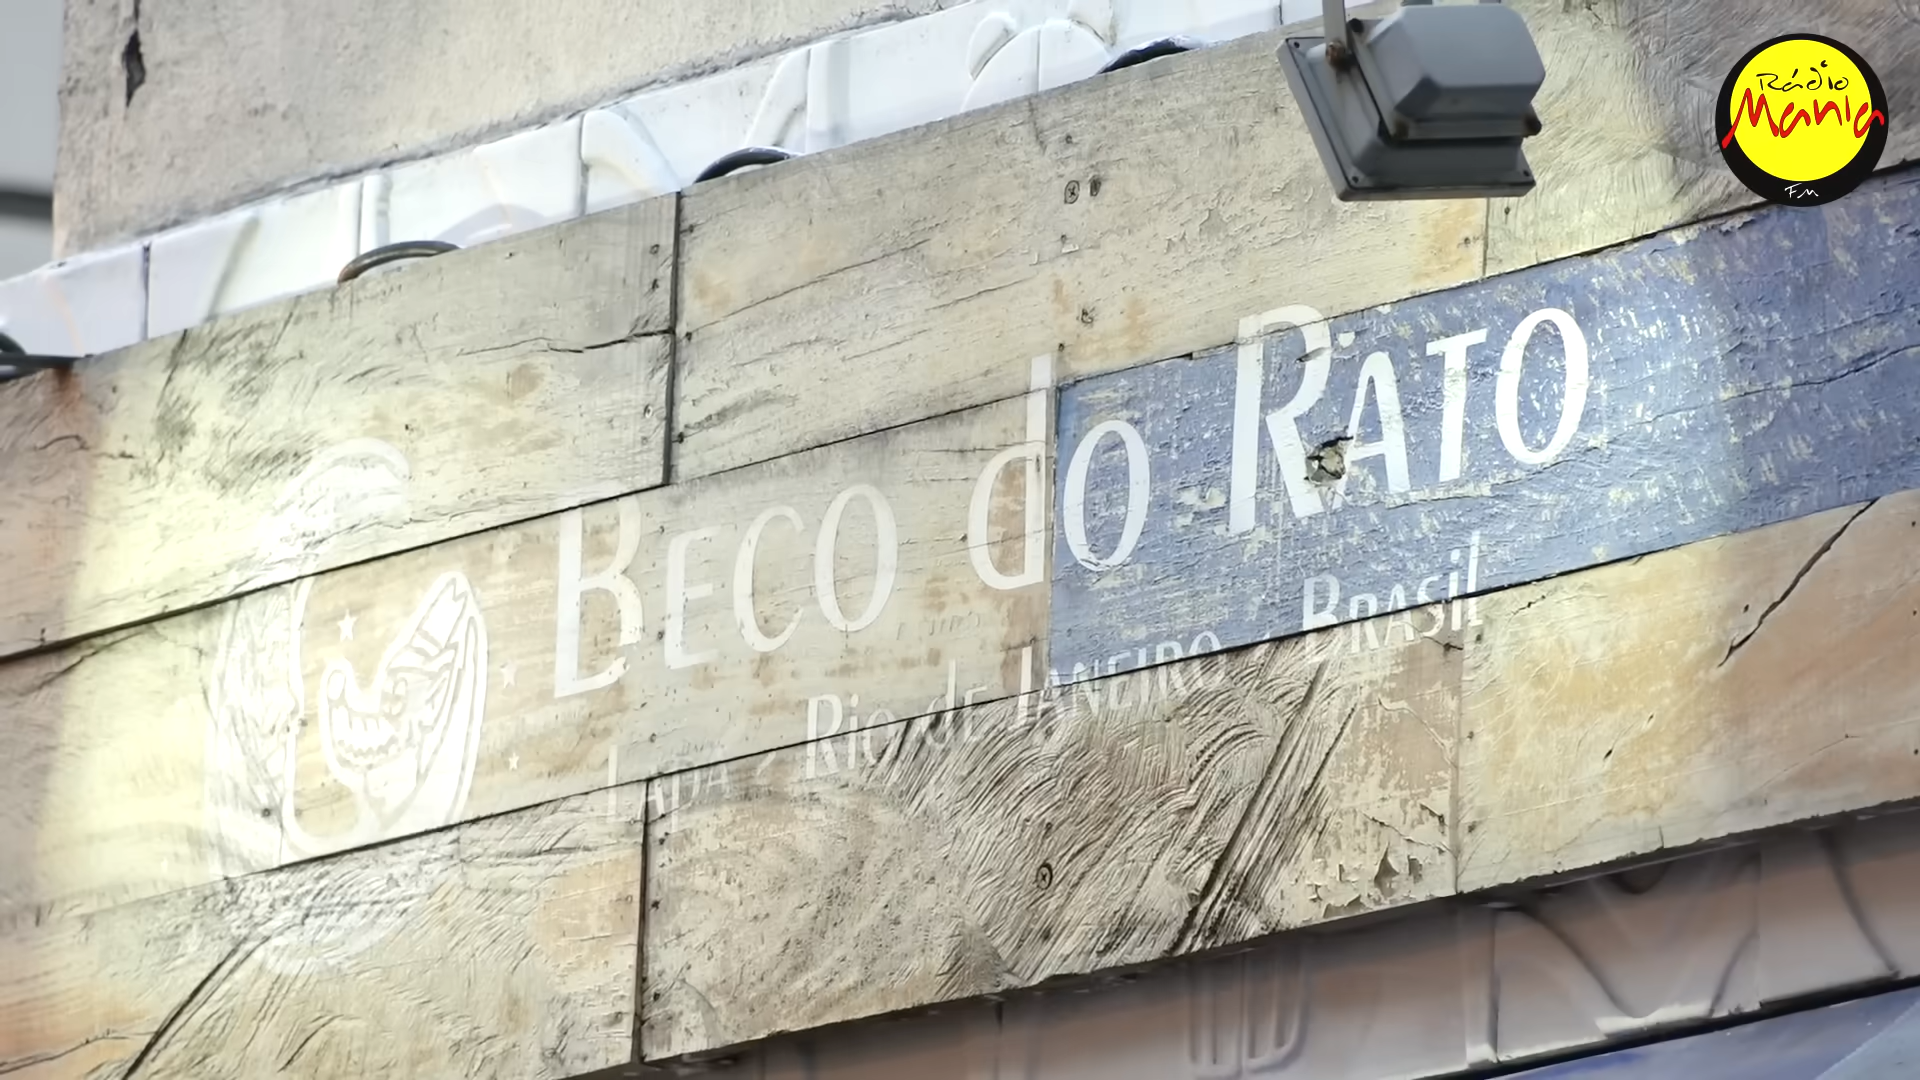 Rádio
Mania
FM
BECO do RATO
LAPA - Rio de JANEIRO - BRASil